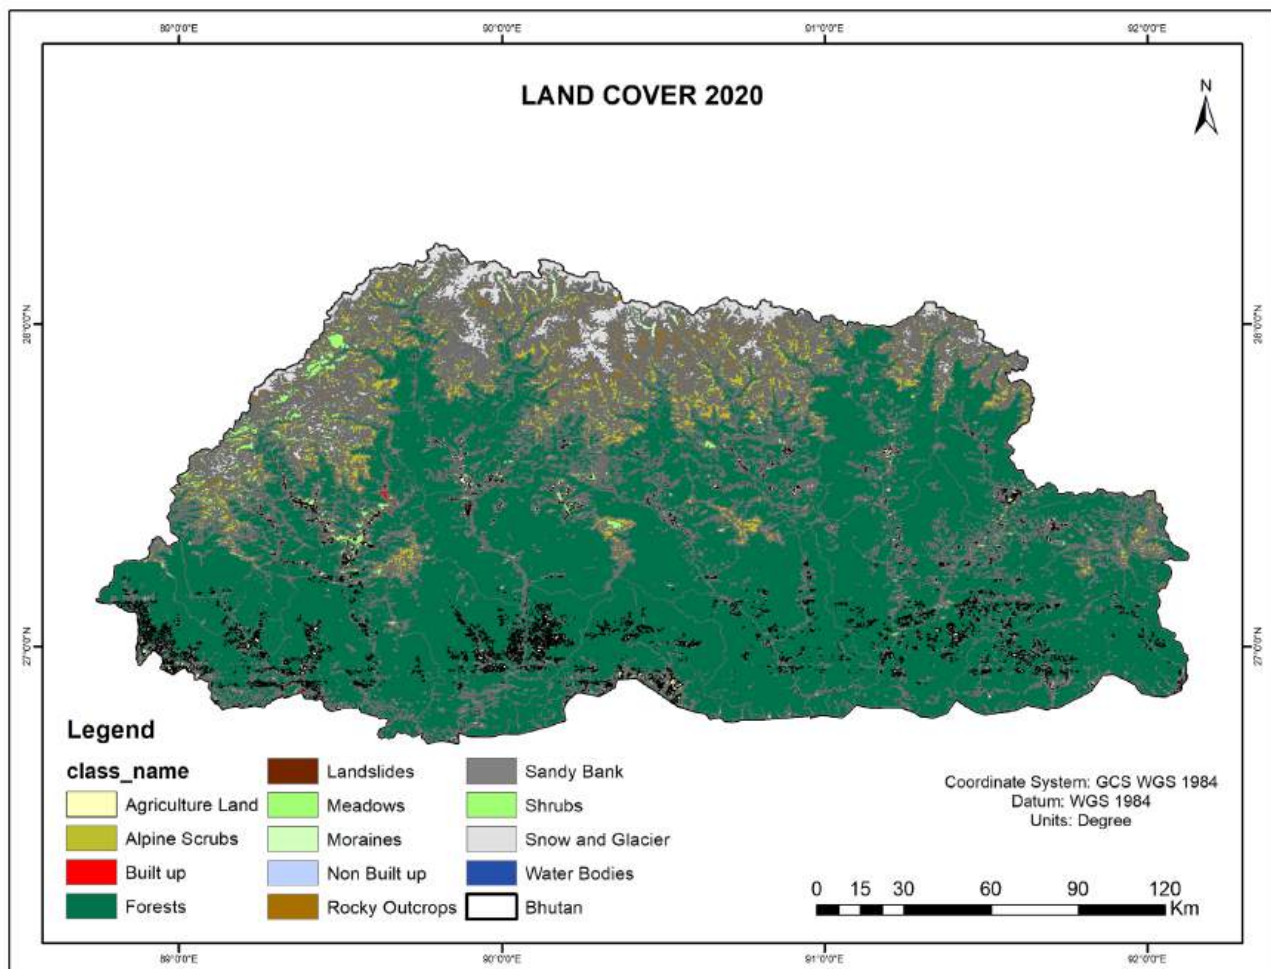 89°0'0"E 90°0'0"E 91°0'0"E 92°0'0"E
LAND COVER 2020
N
28°0'0"N 28°0'0"N
27°0'0"N 27°0'0"N
Legend
class_name
Agriculture Land
Alpine Scrubs
Built up
Forests
Landslides
Meadows
Moraines
Non Built up
Rocky Outcrops
Sandy Bank
Shrubs
Snow and Glacier
Water Bodies
Bhutan
Coordinate System: GCS WGS 1984
Datum: WGS 1984
Units: Degree
0 15 30 60 90 120
Km
89°0'0"E 90°0'0"E 91°0'0"E 92°0'0"E